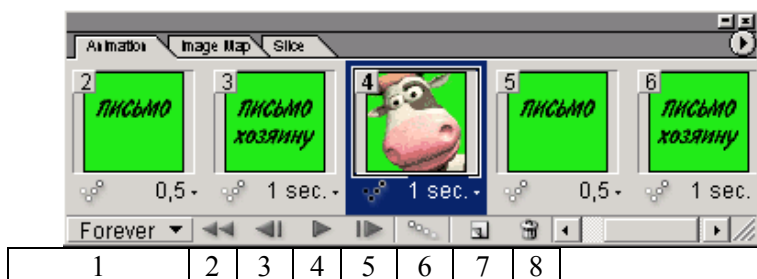 Animation Image Map Slice
2 3 4 5 6
письмо письмо хозяину письмо письмо хозяину
0,5 1 sec. 1 sec. 0,5 1 sec.
Forever
1 2 3 4 5 6 7 8